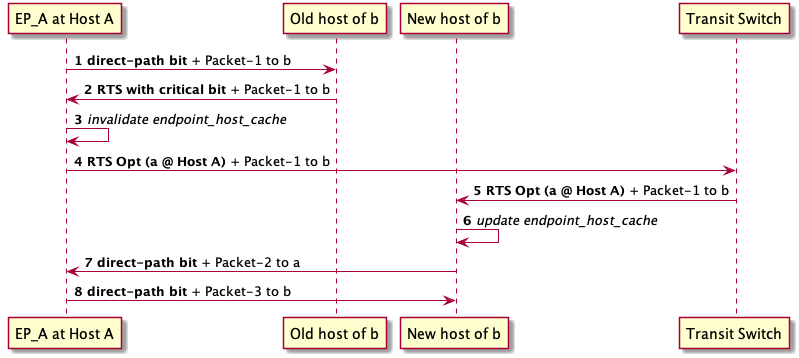 EP_A at Host A
Old host of b
New host of b
Transit Switch
1 direct-path bit + Packet-1 to b
2 RTS with critical bit + Packet-1 to b
3 invalidate endpoint_host_cache
4 RTS Opt (a @ Host A) + Packet-1 to b
5 RTS Opt (a @ Host A) + Packet-1 to b
6 update endpoint_host_cache
7 direct-path bit + Packet-2 to a
8 direct-path bit + Packet-3 to b
EP_A at Host A
Old host of b
New host of b
Transit Switch